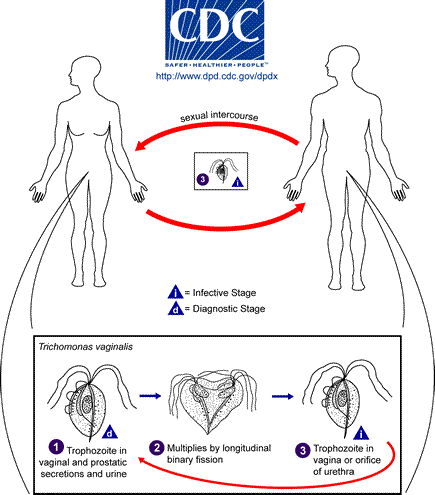 CDC
SAFER • HEALTHIER • PEOPLE™
http://www.dpd.cdc.gov/dpdx
sexual intercourse
3
i
i = Infective Stage
d = Diagnostic Stage
Trichomonas vaginalis
d
i
1 Trophozoite in
vaginal and prostatic
secretions and urine
2 Multiplies by longitudinal
binary fission
3 Trophozoite in
vagina or orifice
of urethra